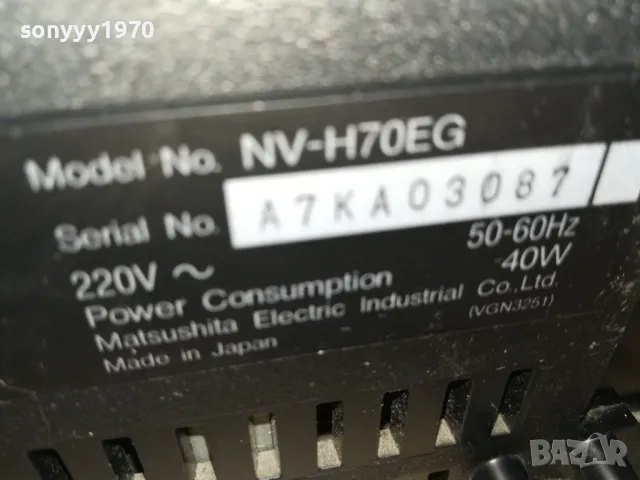 sonyyy1970
Model No. NV-H70EG
Serial No. A7KA03087
220V ~ 50-60Hz
Power Consumption 40W
Matsushita Electric Industrial Co., Ltd.
Made in Japan (VGN3251)
BAZAR